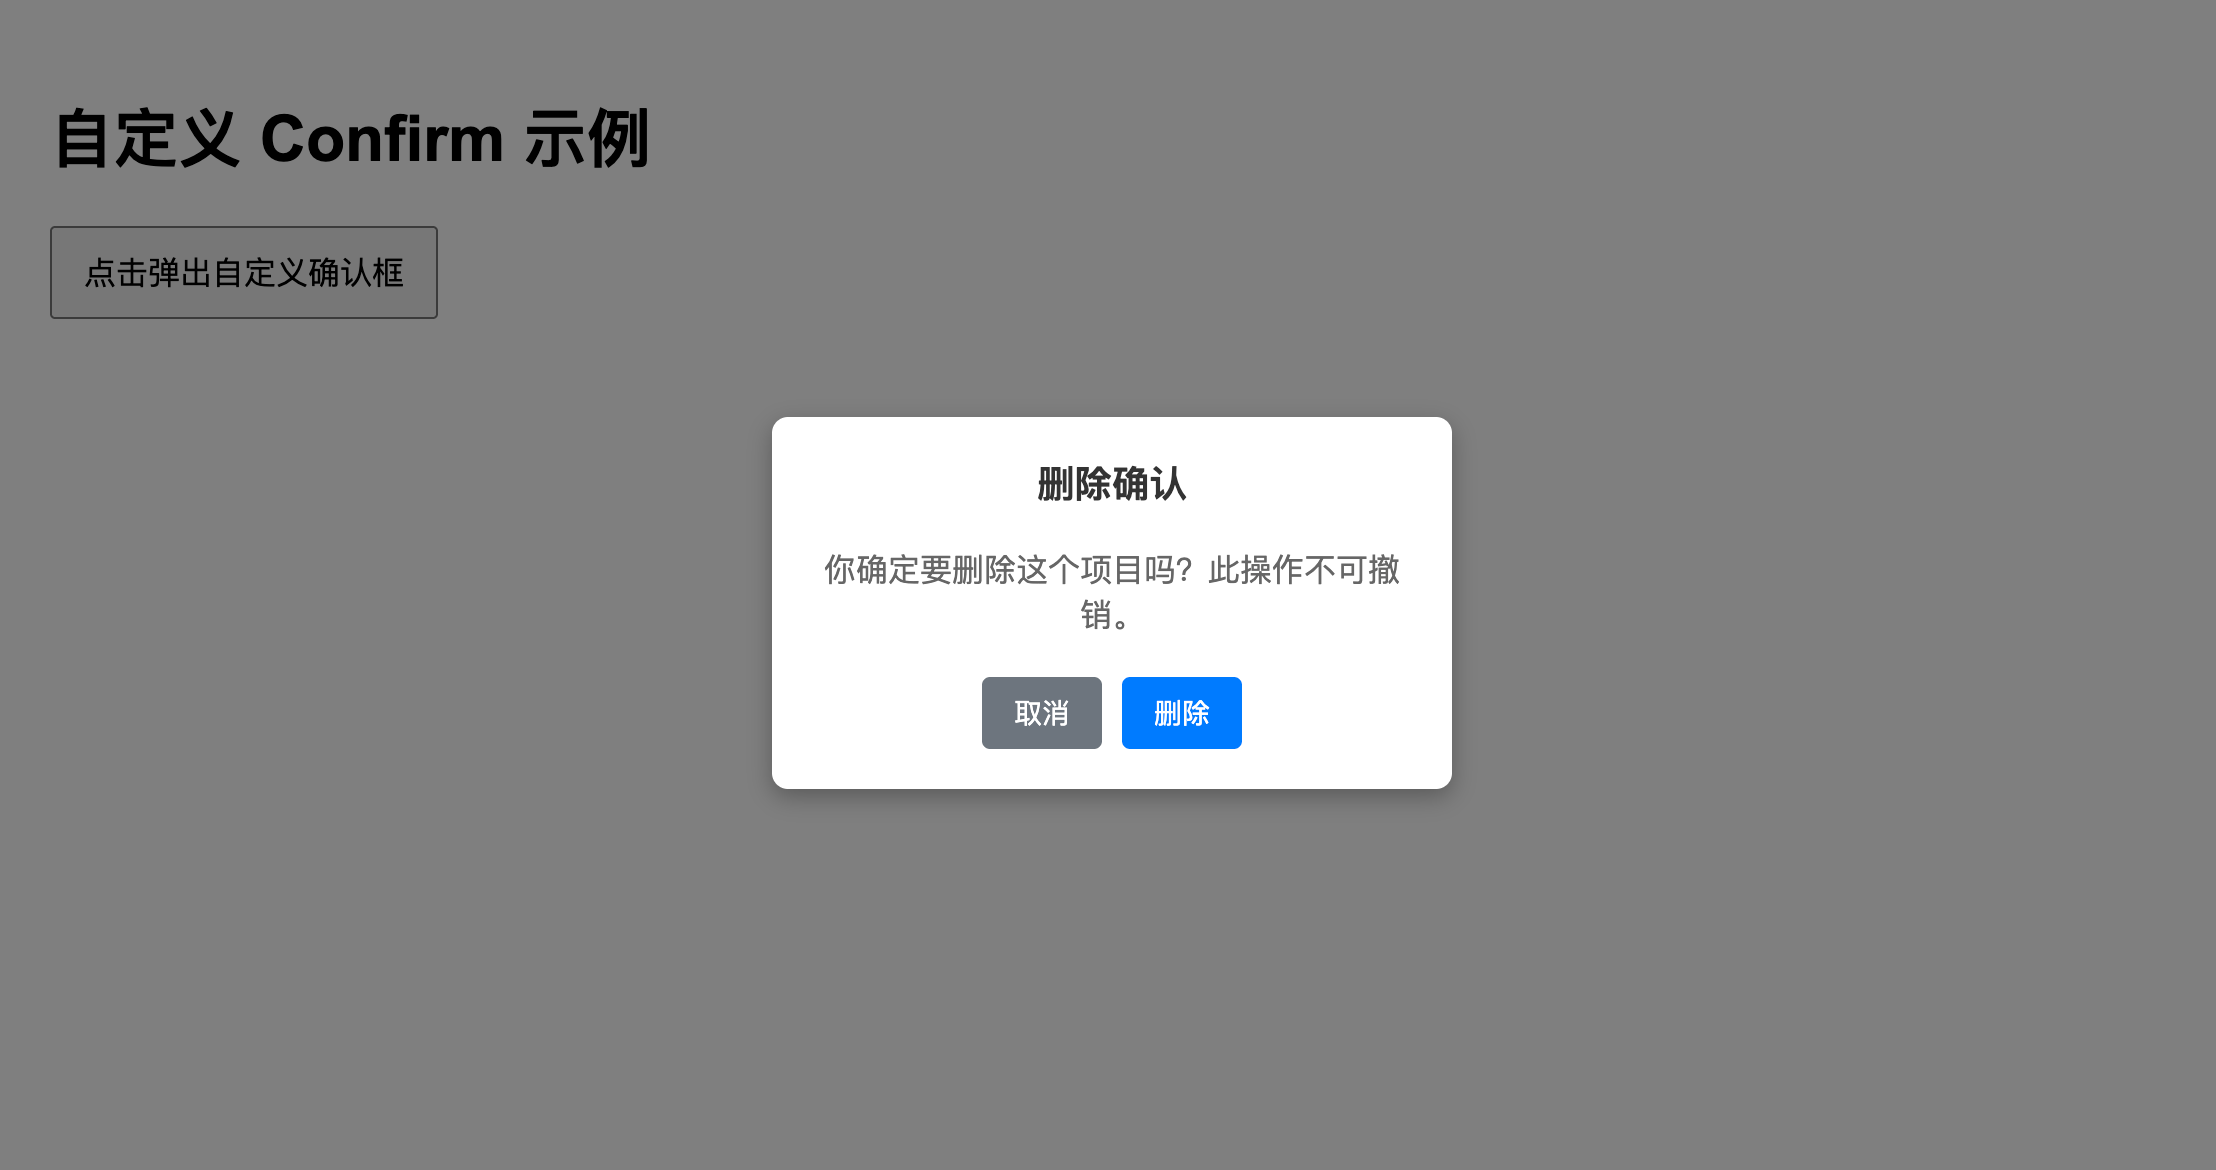 自定义 Confirm 示例
点击弹出自定义确认框
删除确认
你确定要删除这个项目吗？此操作不可撤
销。
取消
删除